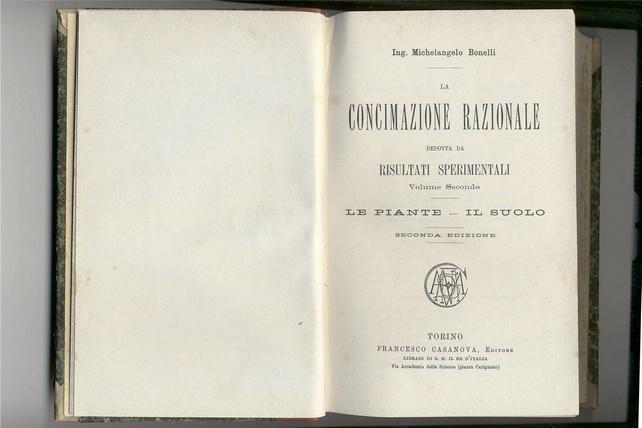 Ing. Michelangelo Bonelli
LA
CONCIMAZIONE RAZIONALE
DEDOTTA DA
RISULTATI SPERIMENTALI
Volume Secondo
LE PIANTE — IL SUOLO
SECONDA EDIZIONE
TORINO
FRANCESCO CASANOVA, EDITORE
LIBRAIO DI S. M. IL RE D'ITALIA
Via Accademia delle Scienze (piazza Carignano)